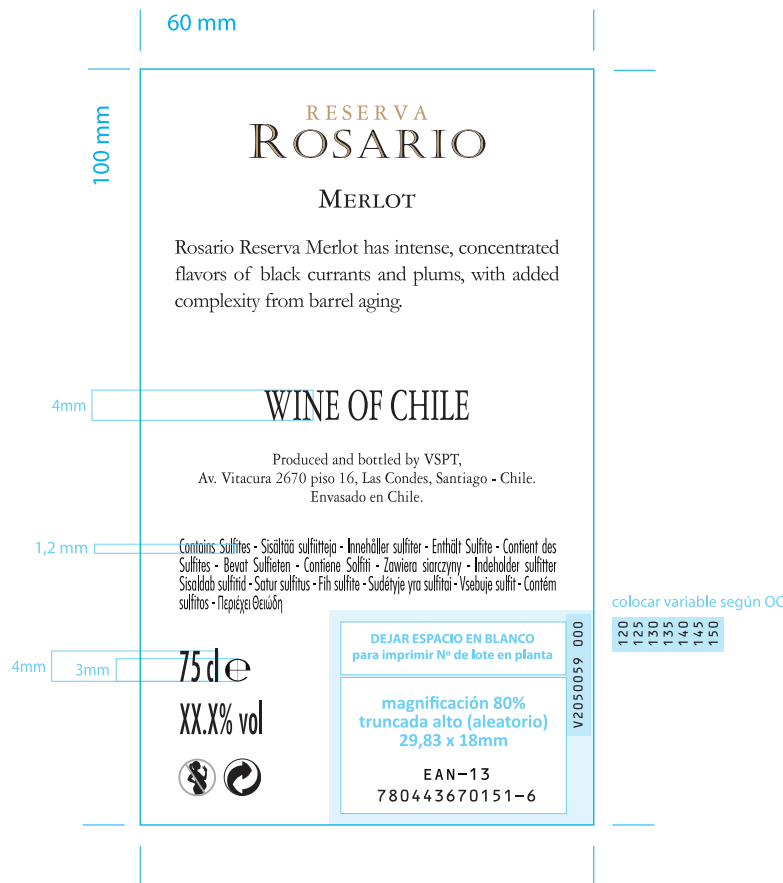 60 mm
100 mm
RESERVA
ROSARIO
MERLOT
Rosario Reserva Merlot has intense, concentrated
flavors of black currants and plums, with added
complexity from barrel aging.
4mm
WINE OF CHILE
Produced and bottled by VSPT,
Av. Vitacura 2670 piso 16, Las Condes, Santiago - Chile.
Envasado en Chile.
1,2 mm
Contains Sulfites - Sisältää sulfiitteja - Innehåller sulfiter - Enthält Sulfite - Contient des
Sulfites - Bevat Sulfieten - Contiene Solfiti - Zawiera siarczyny - Indeholder sulfitter
Sisaldab sulfitid - Satur sulfitus - Fih sulfite - Sudétyje yra sulfitai - Vsebuje sulfit - Contém
sulfitos - Περιέχει Θειώδη
colocar variable según OC
120
125
130
135
140
145
150
V2050059 000
DEJAR ESPACIO EN BLANCO
para imprimir Nº de lote en planta
4mm
3mm
75 cl e
XX.X% vol
magnificación 80%
truncada alto (aleatorio)
29,83 x 18mm
EAN-13
780443670151-6